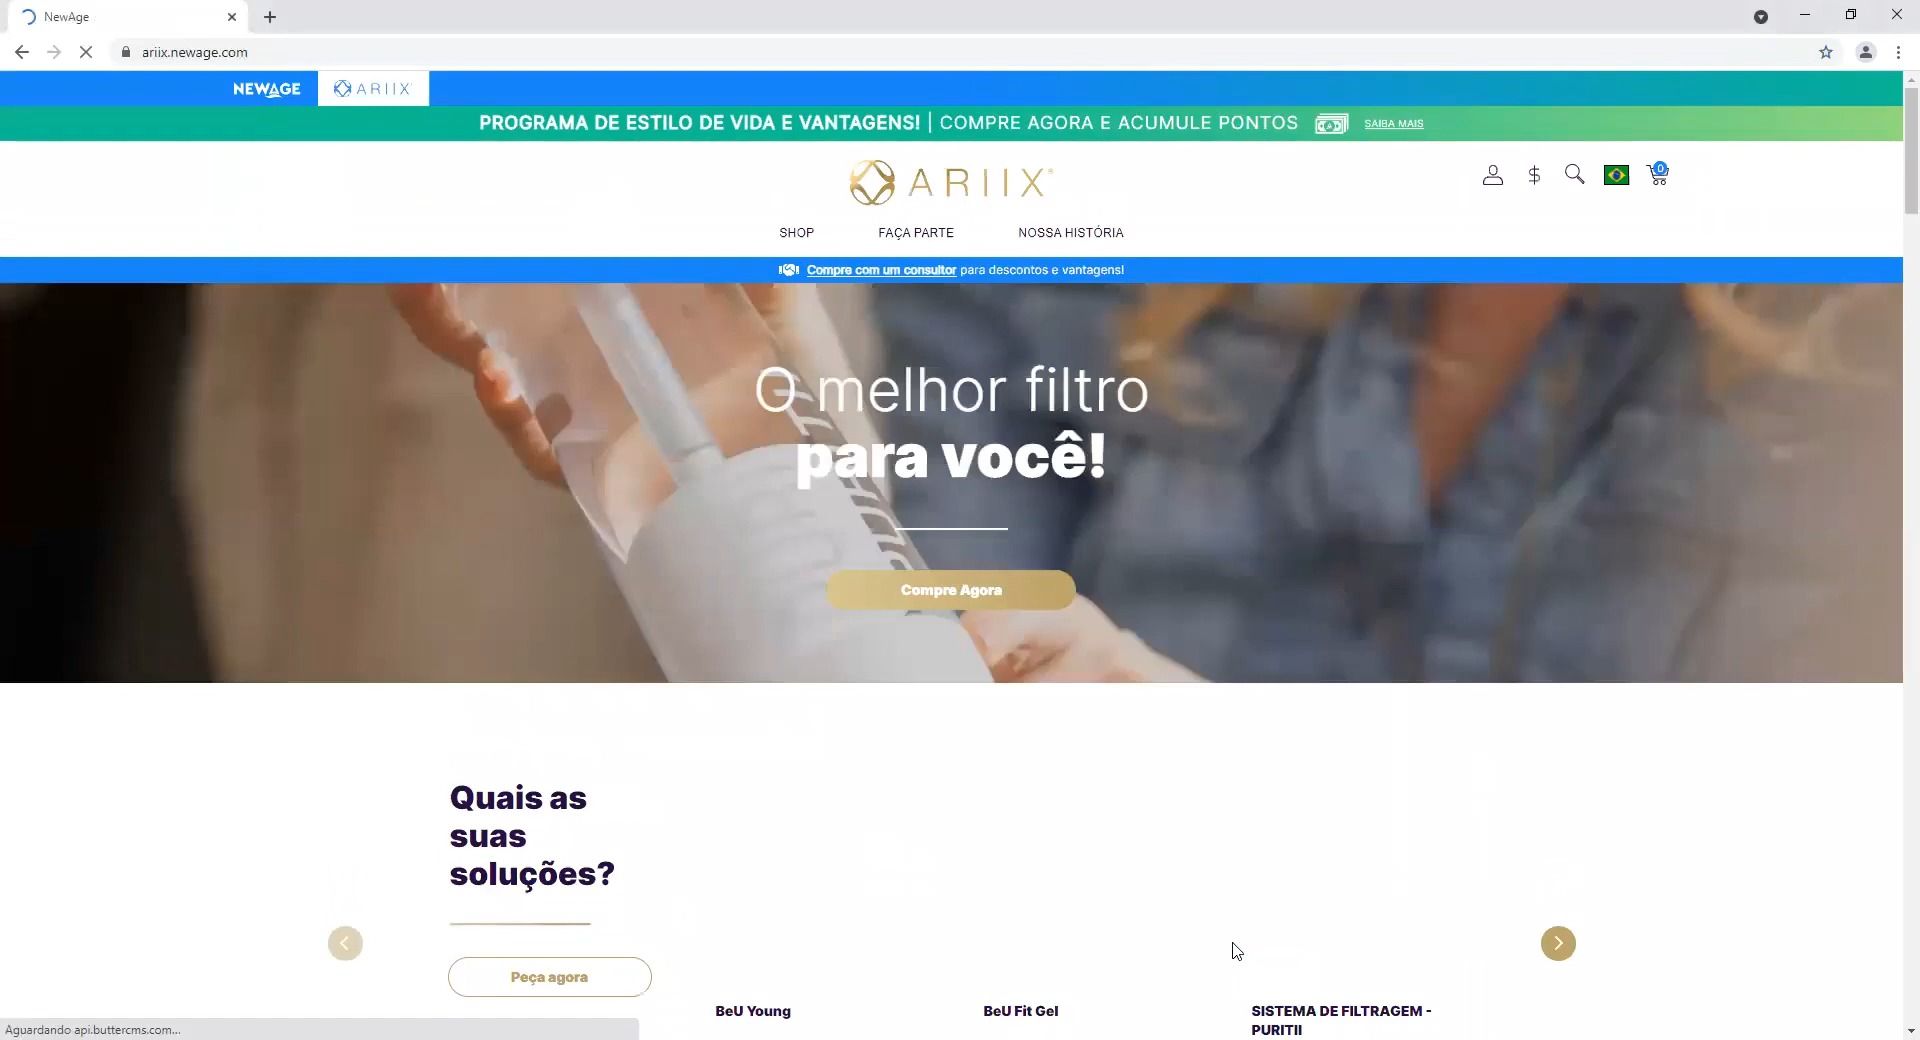 NewAge
ariix.newage.com
NEWAGE
ARIIX
PROGRAMA DE ESTILO DE VIDA E VANTAGENS! | COMPRE AGORA E ACUMULE PONTOS
SAIBA MAIS
ARIIX®
$
0
SHOP
FAÇA PARTE
NOSSA HISTÓRIA
Compre com um consultor para descontos e vantagens!
O melhor filtro
para você!
Compre Agora
Quais as
suas
soluções?
Peça agora
BeU Young
BeU Fit Gel
SISTEMA DE FILTRAGEM -
PURITII
Aguardando api.buttercms.com...